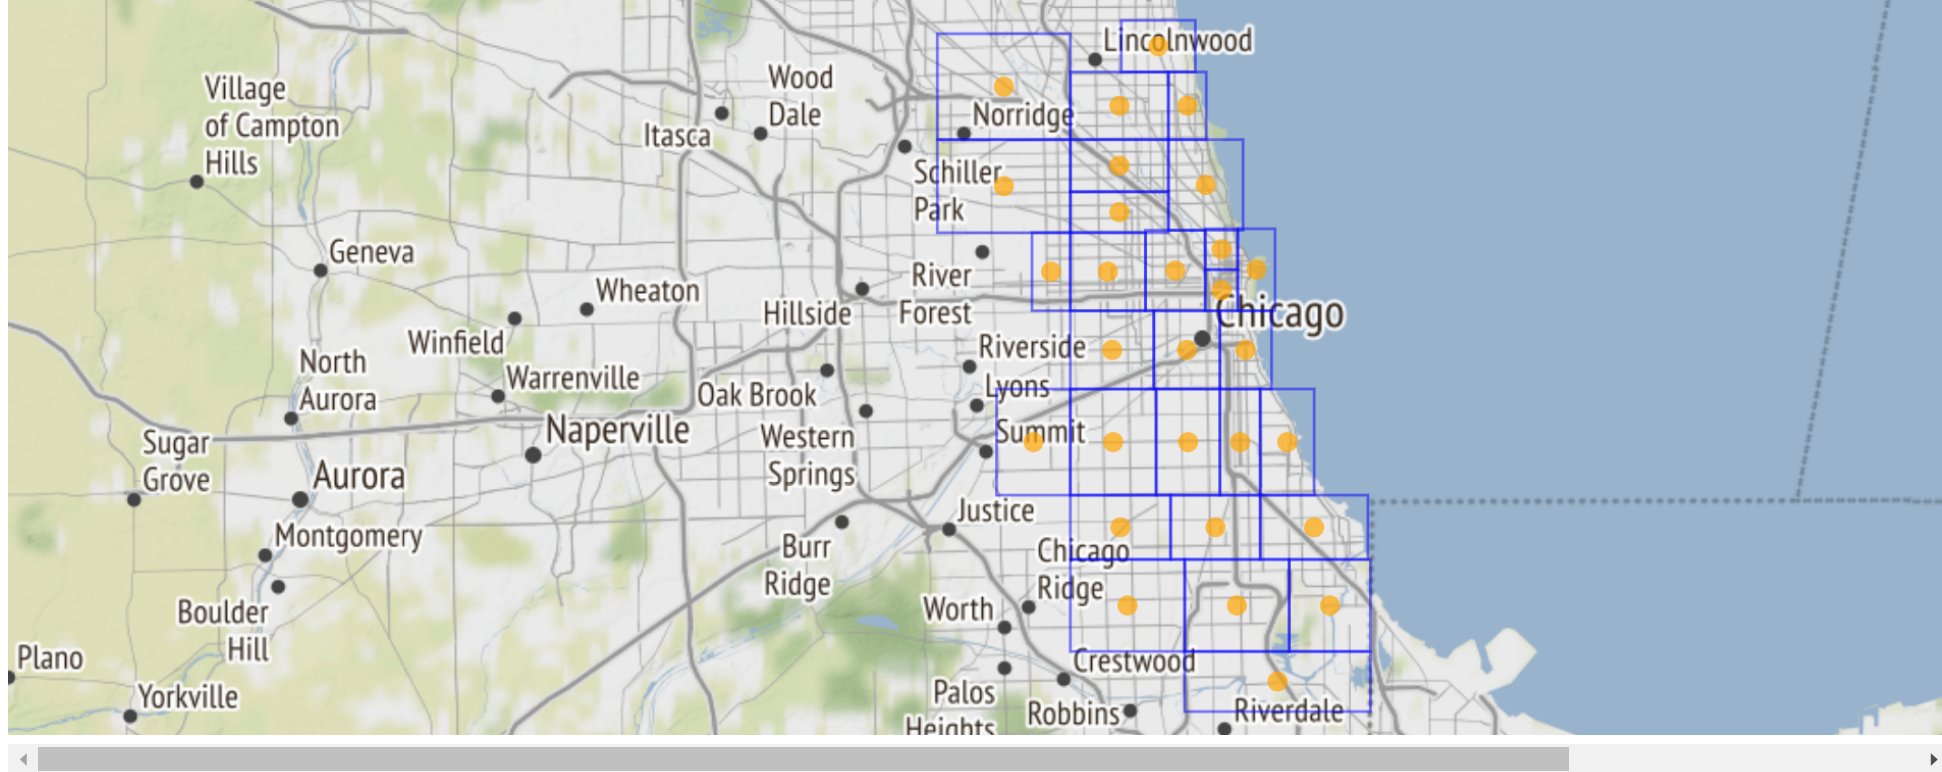 Lincolnwood
Village
of Campton
Hills
Wood
Dale
Norridge
Itasca
Schiller
Park
Geneva
River
Forest
Wheaton
Hillside
Chicago
Winfield
Riverside
North
Aurora
Warrenville
Oak Brook
Lyons
Sugar
Grove
Naperville
Western
Springs
Summit
Aurora
Justice
Montgomery
Burr
Ridge
Chicago
Ridge
Boulder
Hill
Worth
Plano
Crestwood
Yorkville
Palos
Heights
Robbins
Riverdale